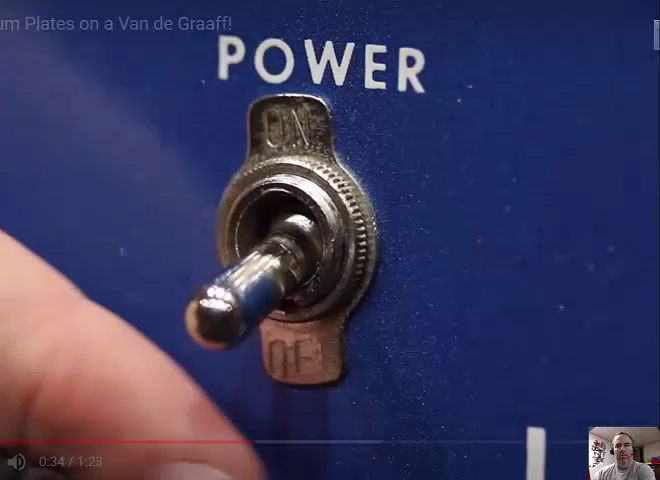 um Plates on a Van de Graaff!
POWER
ON
OFF
0:34 / 1:23